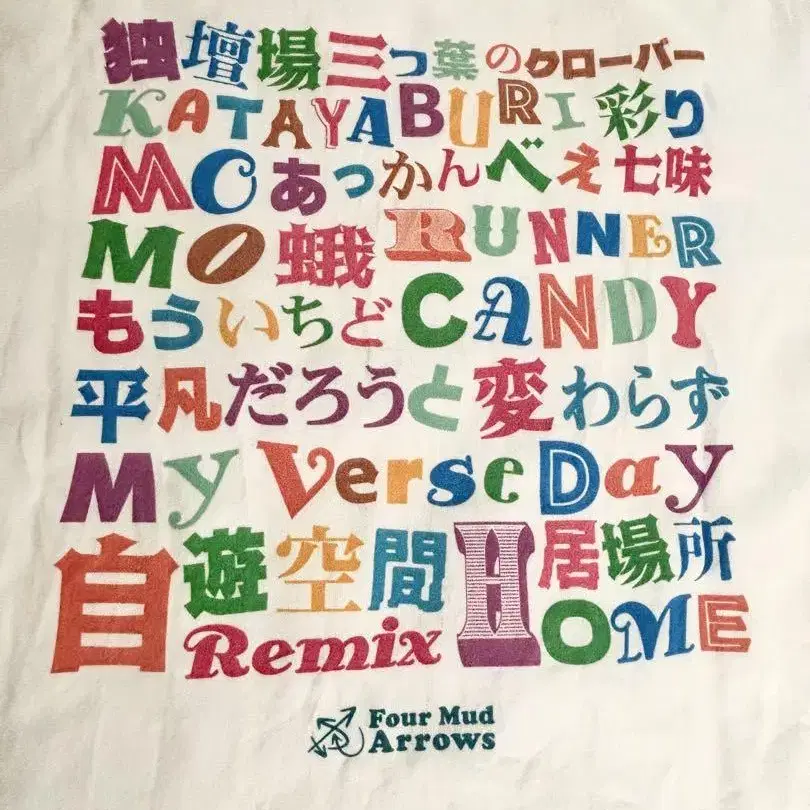 独壇場三つ葉のクローバー
KATAYABURI彩り
MCあっかんべえ七味
MO蛾RUNNER
もういちどCANDY
平凡だろうと変わらず
My Verse Day
自遊空間 居場所
Remix HOME
Four Mud
Arrows